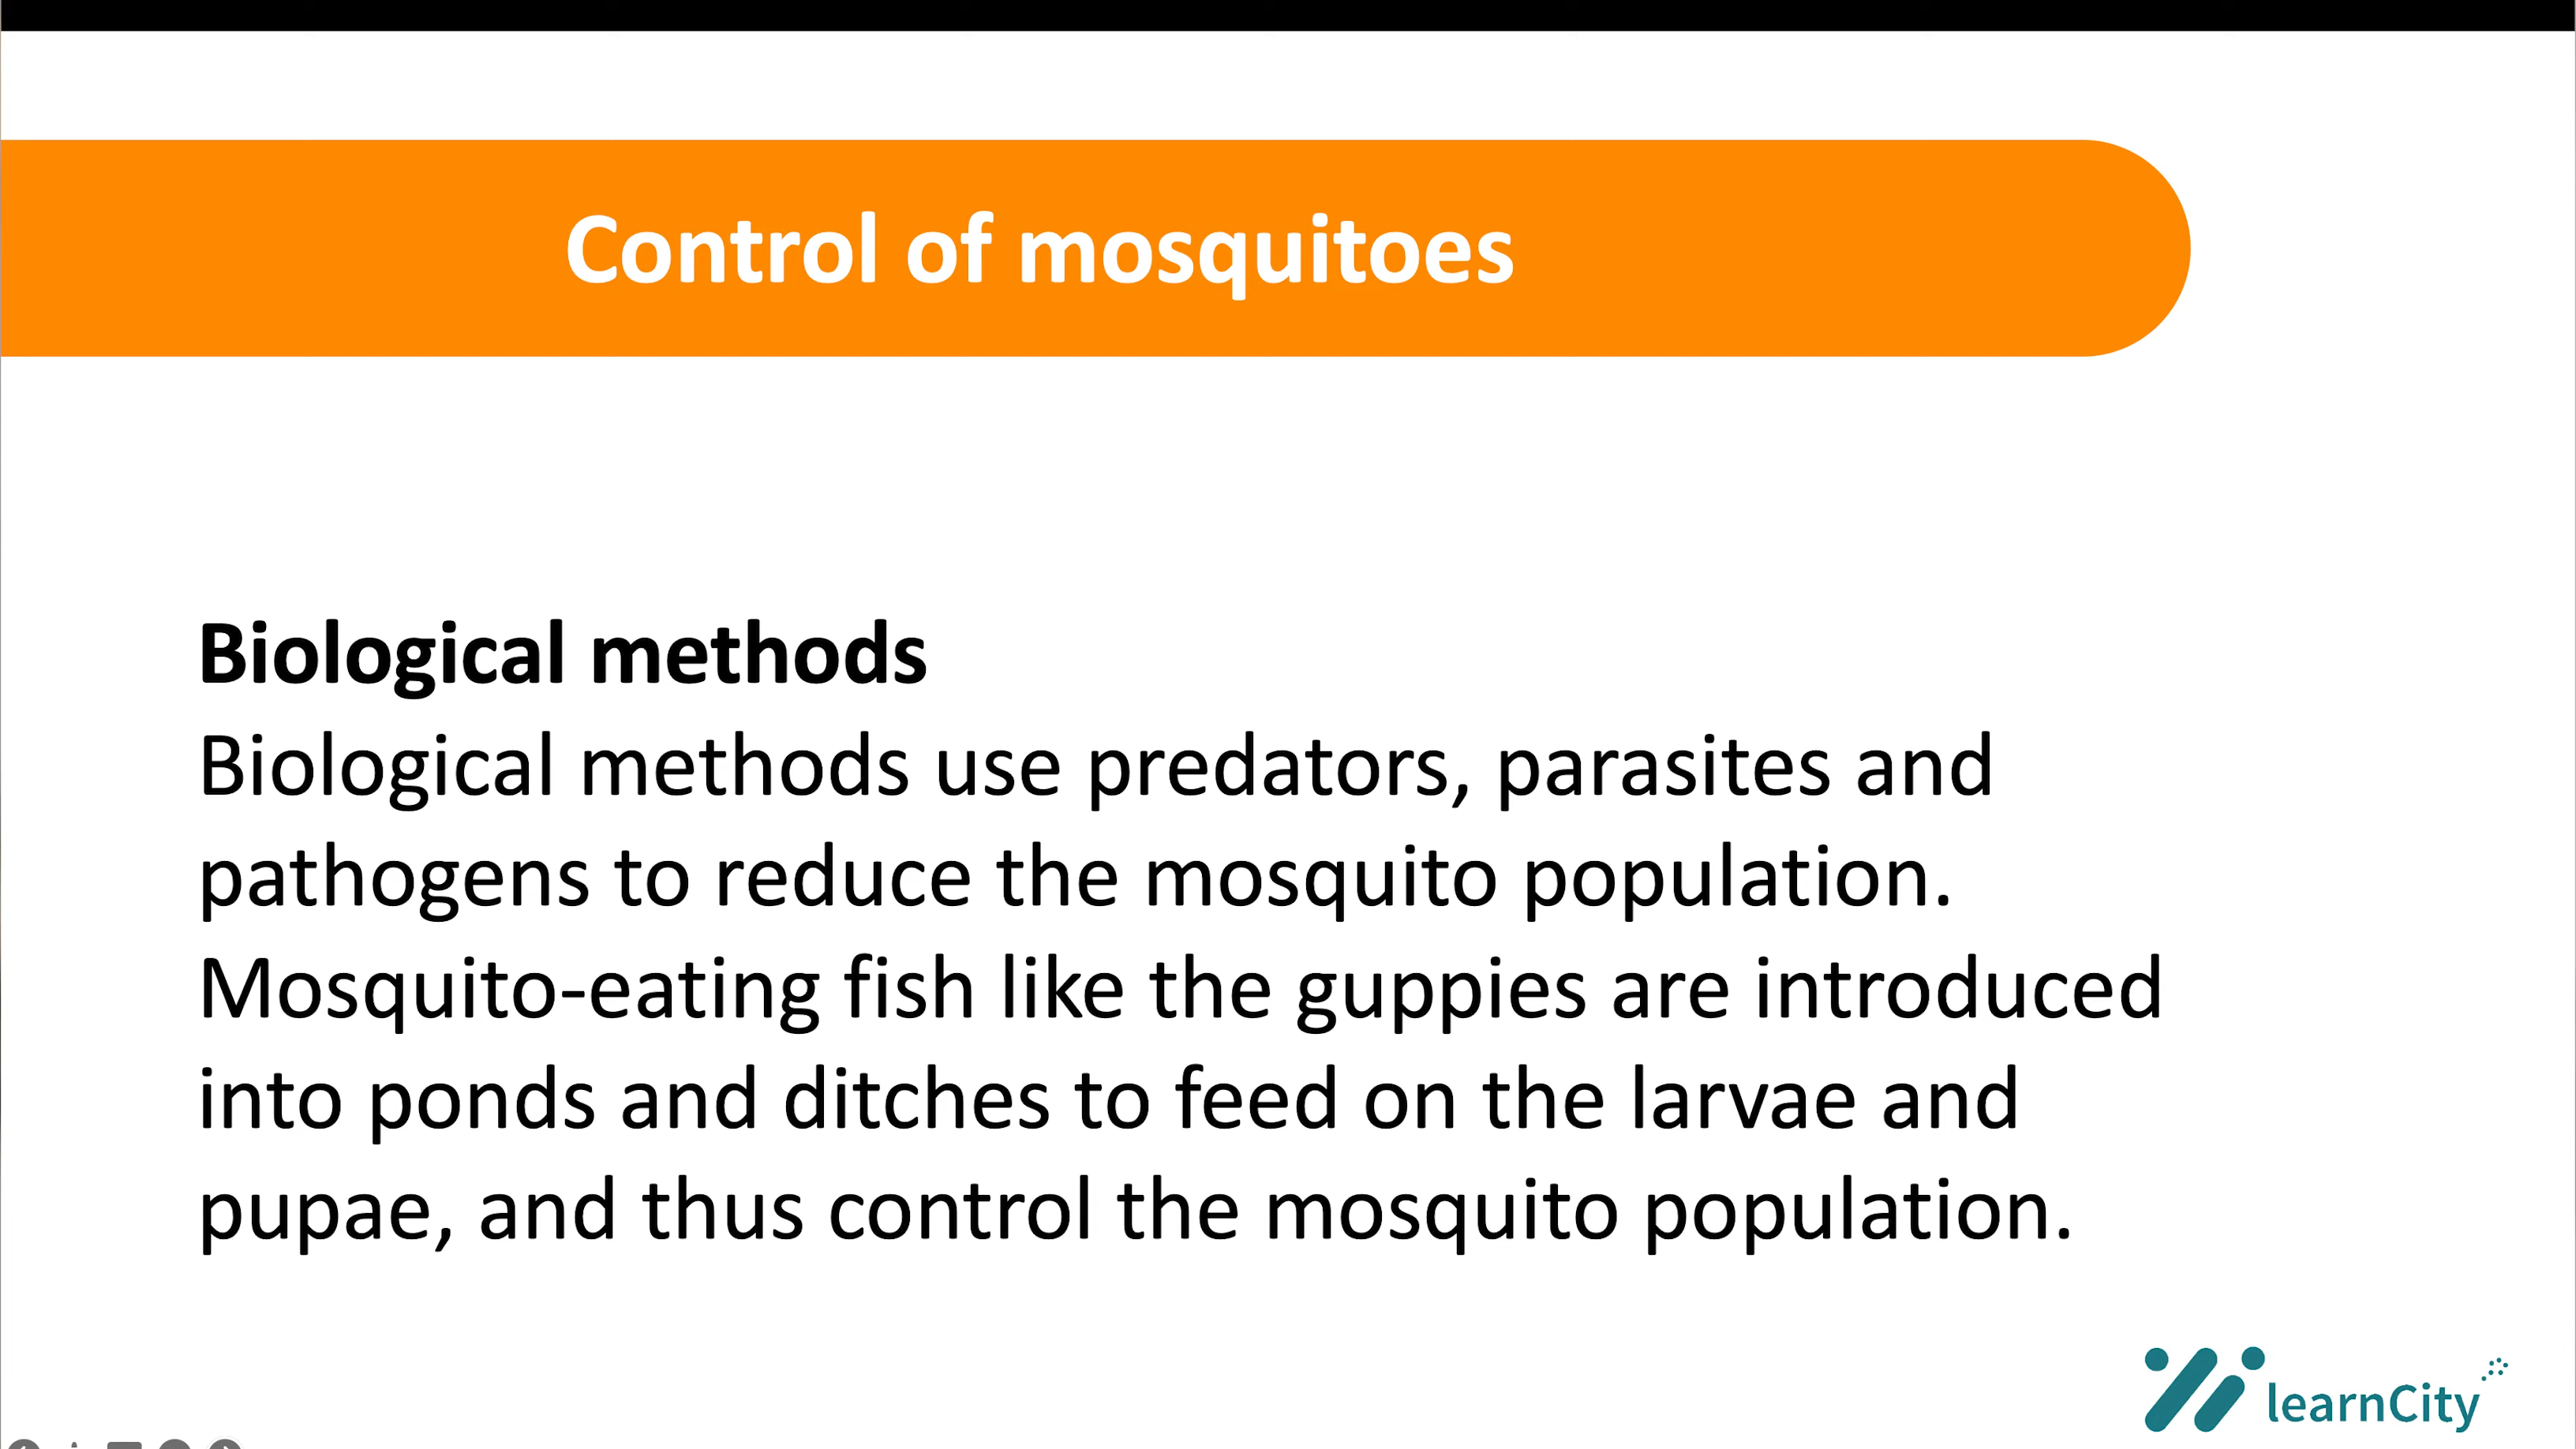 Control of mosquitoes
Biological methods
Biological methods use predators, parasites and
pathogens to reduce the mosquito population.
Mosquito-eating fish like the guppies are introduced
into ponds and ditches to feed on the larvae and
pupae, and thus control the mosquito population.
learnCity